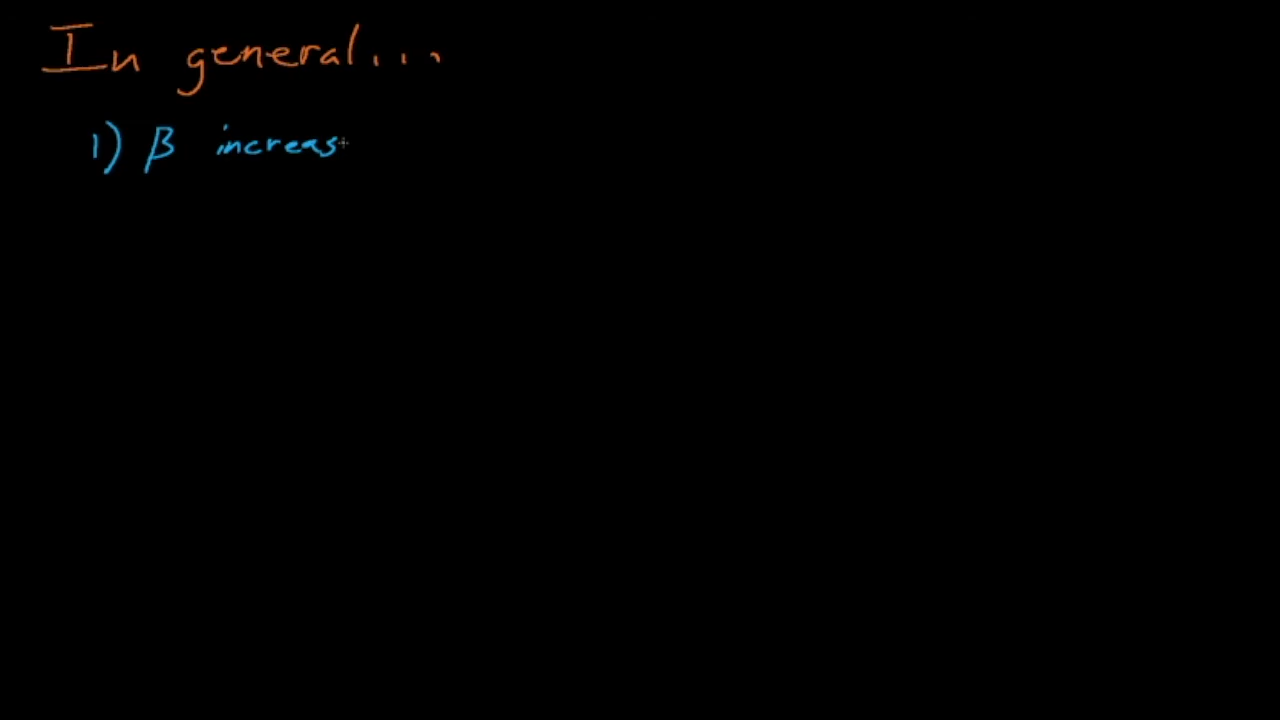 In general...
1) β increas